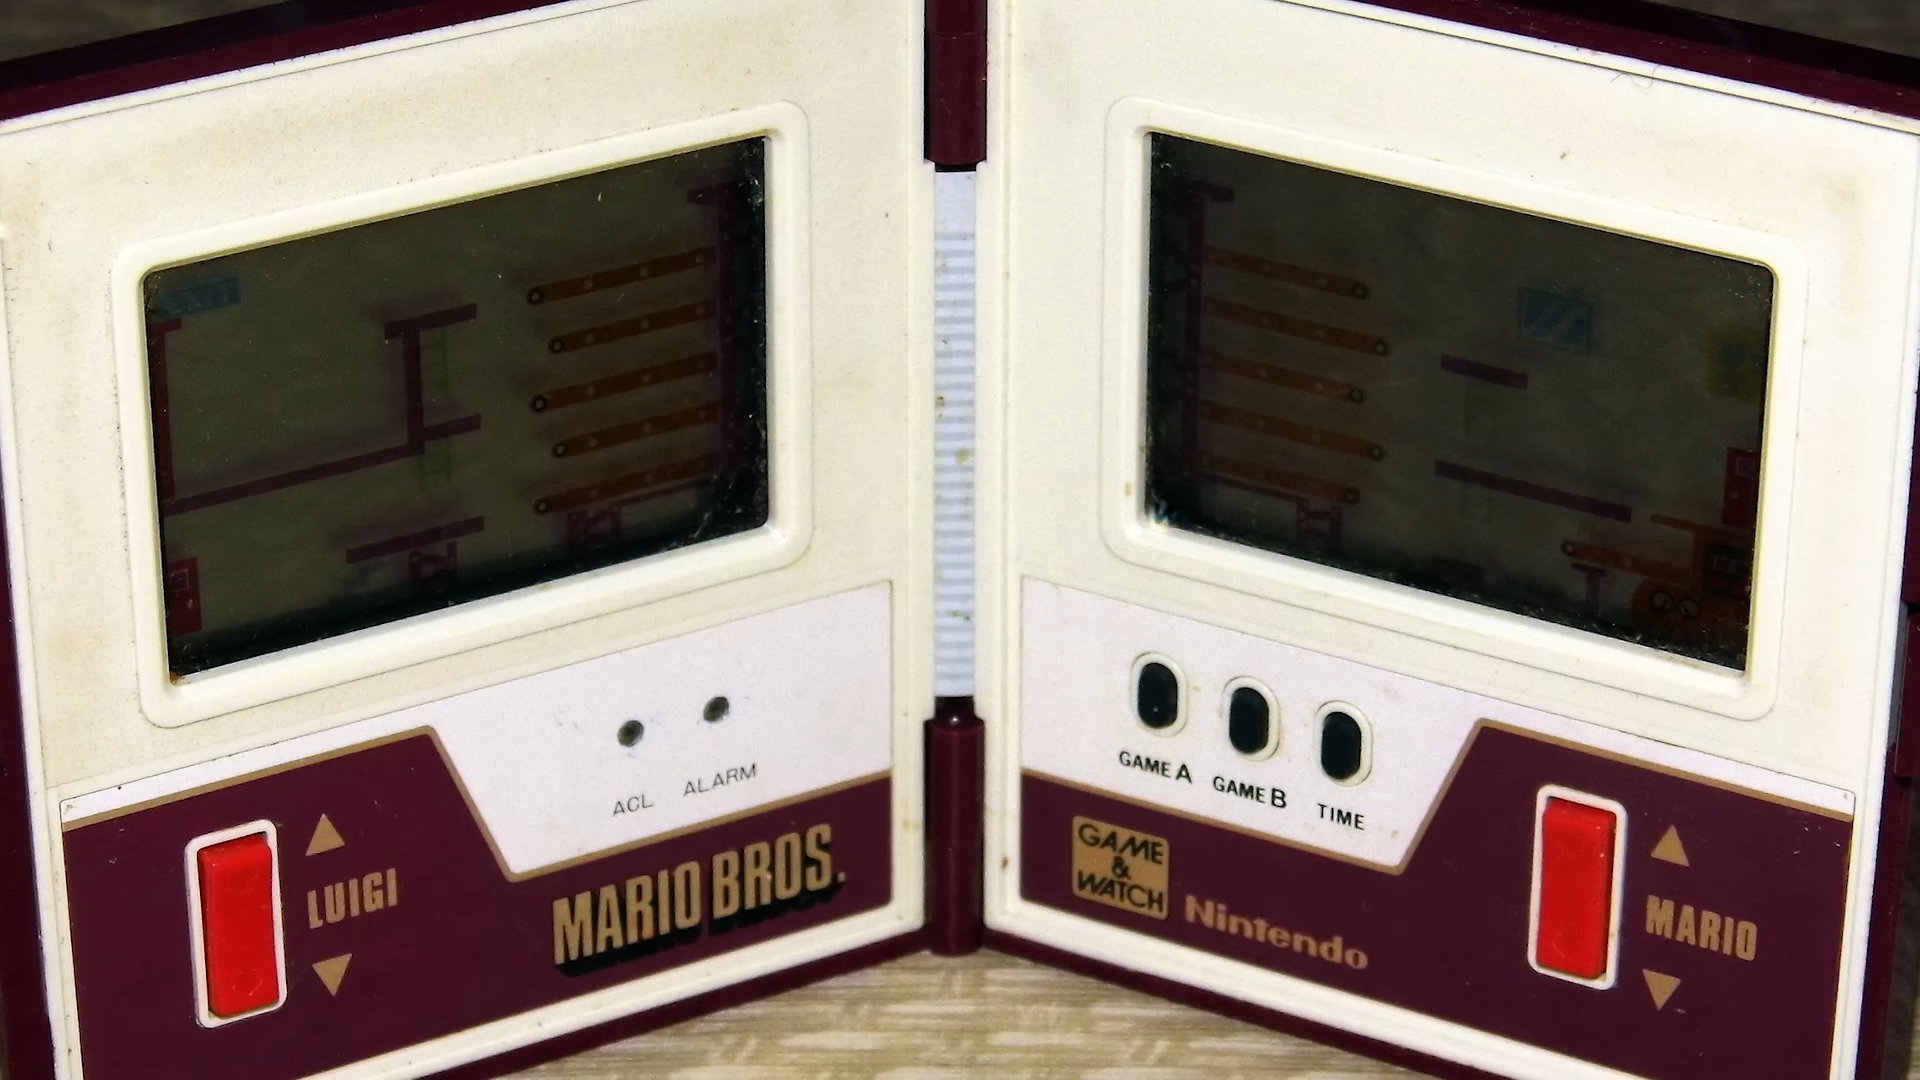 EXIT
ACL
ALARM
LUIGI
MARIO BROS.
GAME A
GAME B
TIME
GAME
&
WATCH
Nintendo
MARIO